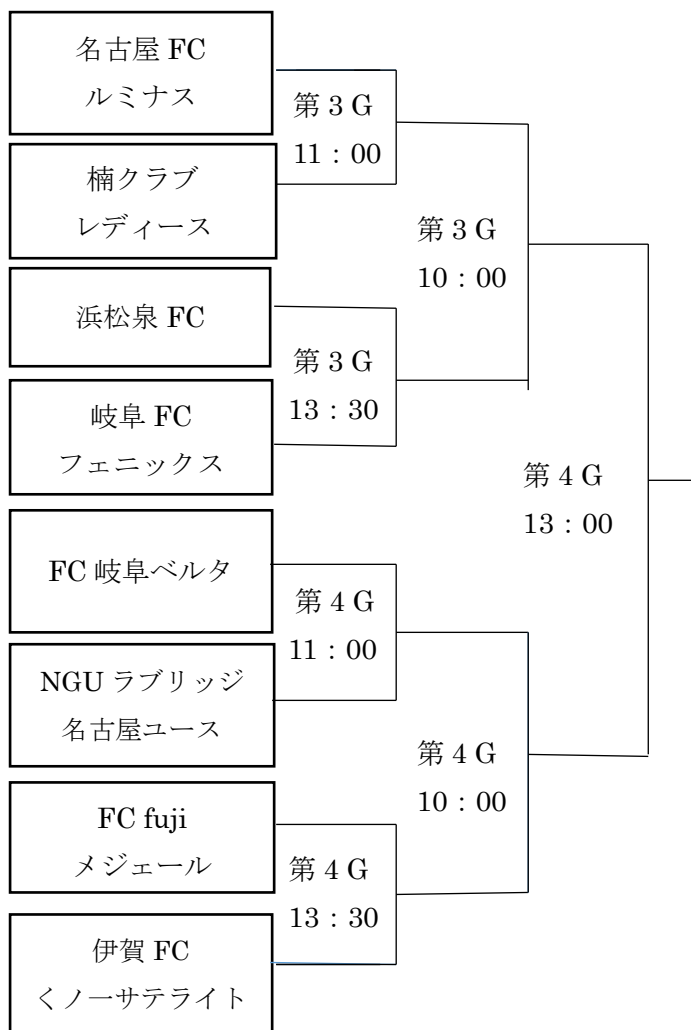 名古屋 FC
ルミナス
第 3 G
11：00
楠クラブ
レディース
第 3 G
10：00
浜松泉 FC
第 3 G
13：30
岐阜 FC
フェニックス
第 4 G
13：00
FC 岐阜ベルタ
第 4 G
11：00
NGU ラブリッジ
名古屋ユース
第 4 G
10：00
FC fuji
メジェール
第 4 G
13：30
伊賀 FC
くノ一サテライト